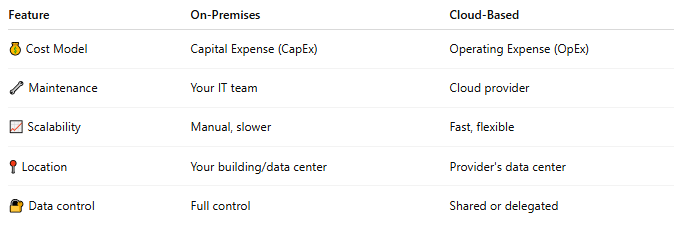 Feature On-Premises Cloud-Based
💰 Cost Model Capital Expense (CapEx) Operating Expense (OpEx)
🔧 Maintenance Your IT team Cloud provider
📈 Scalability Manual, slower Fast, flexible
📍 Location Your building/data center Provider's data center
🔐 Data control Full control Shared or delegated